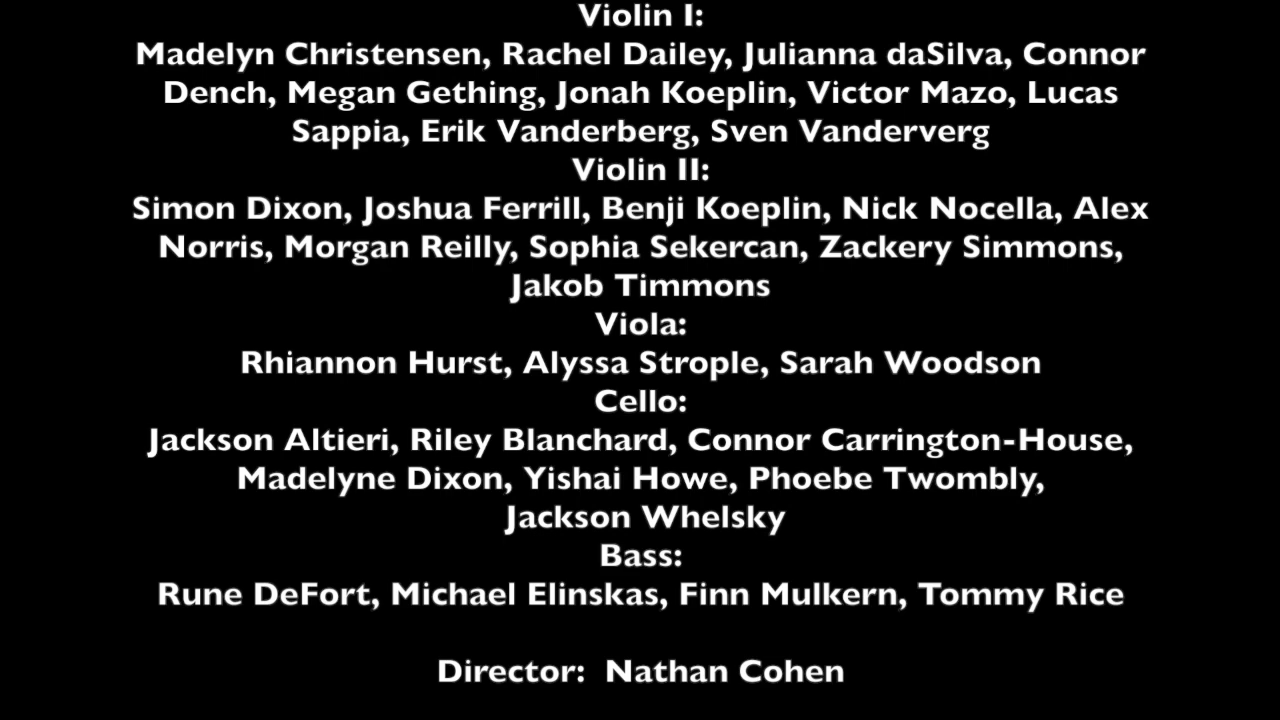 Violin I:
Madelyn Christensen, Rachel Dailey, Julianna daSilva, Connor
Dench, Megan Gething, Jonah Koeplin, Victor Mazo, Lucas
Sappia, Erik Vanderberg, Sven Vanderverg
Violin II:
Simon Dixon, Joshua Ferrill, Benji Koeplin, Nick Nocella, Alex
Norris, Morgan Reilly, Sophia Sekercan, Zackery Simmons,
Jakob Timmons
Viola:
Rhiannon Hurst, Alyssa Strople, Sarah Woodson
Cello:
Jackson Altieri, Riley Blanchard, Connor Carrington-House,
Madelyne Dixon, Yishai Howe, Phoebe Twombly,
Jackson Whelsky
Bass:
Rune DeFort, Michael Elinskas, Finn Mulkern, Tommy Rice
Director:  Nathan Cohen